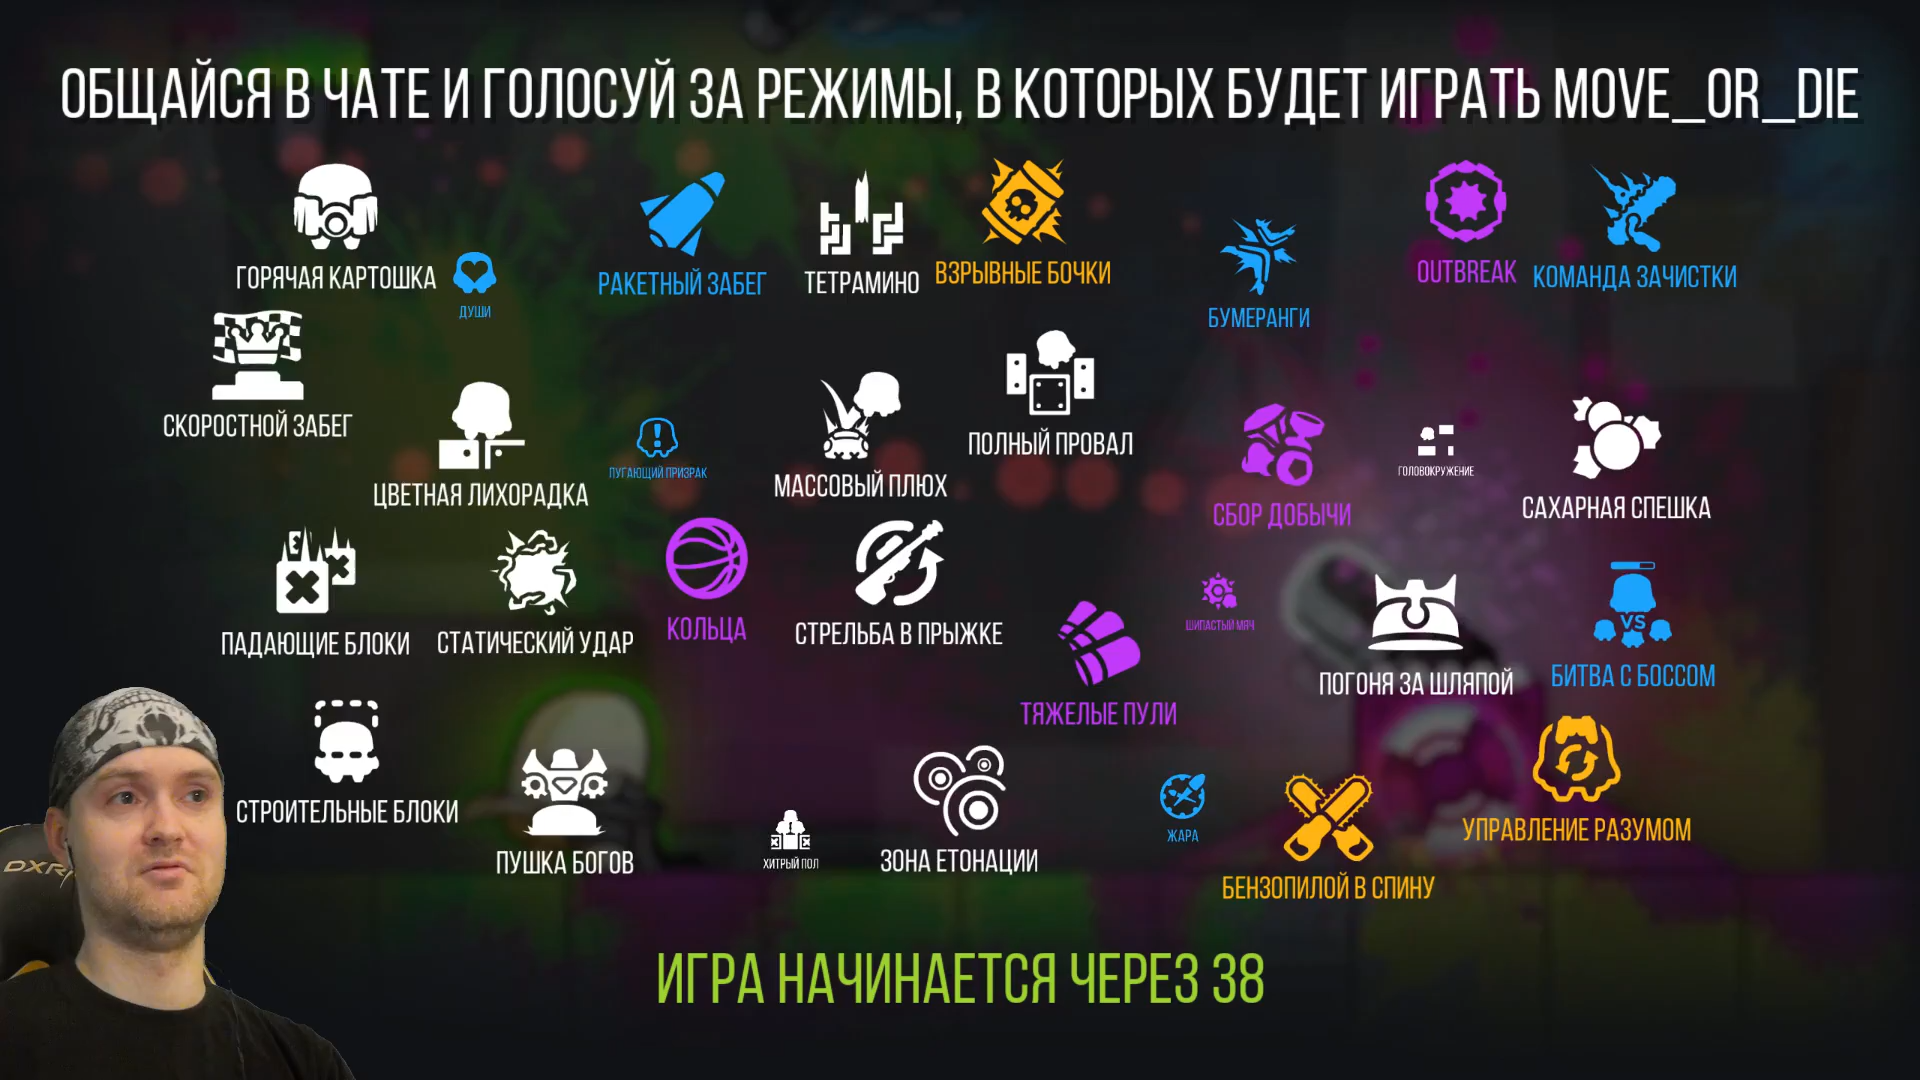 ОБЩАЙСЯ В ЧАТЕ И ГОЛОСУЙ ЗА РЕЖИМЫ, В КОТОРЫХ БУДЕТ ИГРАТЬ MOVE_OR_DIE
ГОРЯЧАЯ КАРТОШКА
ДУШИ
РАКЕТНЫЙ ЗАБЕГ
ТЕТРАМИНО
ВЗРЫВНЫЕ БОЧКИ
БУМЕРАНГИ
OUTBREAK
КОМАНДА ЗАЧИСТКИ
СКОРОСТНОЙ ЗАБЕГ
ЦВЕТНАЯ ЛИХОРАДКА
ПУГАЮЩИЙ ПРИЗРАК
МАССОВЫЙ ПЛЮХ
ПОЛНЫЙ ПРОВАЛ
СБОР ДОБЫЧИ
ГОЛОВОКРУЖЕНИЕ
САХАРНАЯ СПЕШКА
ПАДАЮЩИЕ БЛОКИ
СТАТИЧЕСКИЙ УДАР
КОЛЬЦА
СТРЕЛЬБА В ПРЫЖКЕ
ТЯЖЕЛЫЕ ПУЛИ
ШИПАСТЫЙ МЯЧ
ПОГОНЯ ЗА ШЛЯПОЙ
VS
БИТВА С БОССОМ
СТРОИТЕЛЬНЫЕ БЛОКИ
ПУШКА БОГОВ
ХИТРЫЙ ПОЛ
ЗОНА ЕТОНАЦИИ
ЖАРА
БЕНЗОПИЛОЙ В СПИНУ
УПРАВЛЕНИЕ РАЗУМОМ
DXR
ИГРА НАЧИНАЕТСЯ ЧЕРЕЗ 38